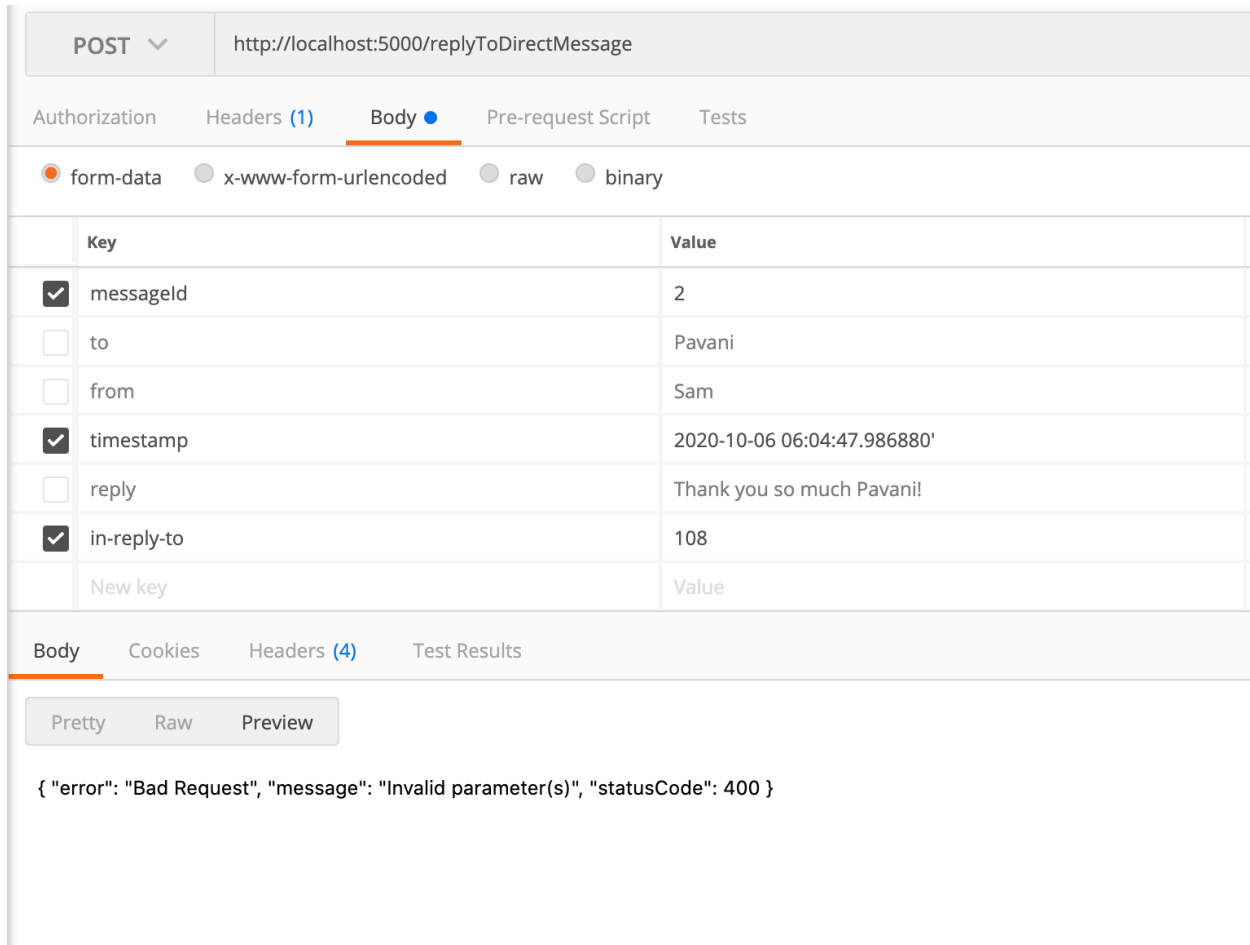 POST http://localhost:5000/replyToDirectMessage
Authorization Headers (1) Body Pre-request Script Tests
form-data x-www-form-urlencoded raw binary
Key Value
messageId 2
to Pavani
from Sam
timestamp 2020-10-06 06:04:47.986880'
reply Thank you so much Pavani!
in-reply-to 108
New key Value
Body Cookies Headers (4) Test Results
Pretty Raw Preview
{ "error": "Bad Request", "message": "Invalid parameter(s)", "statusCode": 400 }